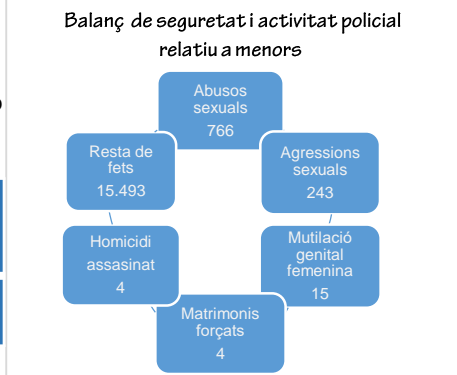 Balanç de seguretat i activitat policial
relatiu a menors
Abusos
sexuals
766
Agressions
sexuals
243
Mutilació
genital
femenina
15
Matrimonis
forçats
4
Homicidi
assasinat
4
Resta de
fets
15.493